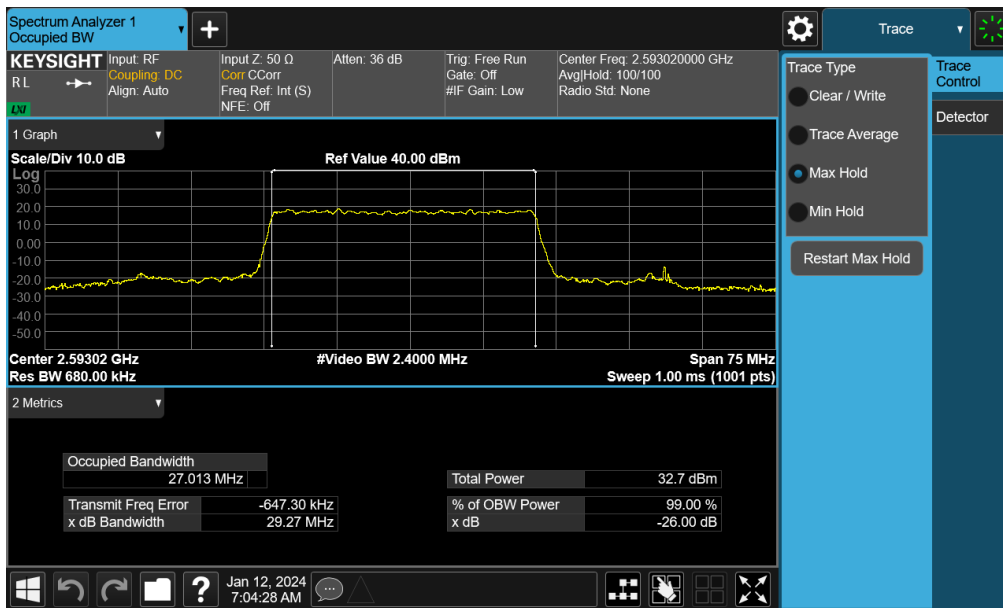 Spectrum Analyzer 1
Occupied BW
Trace
KEYSIGHT
RL
LXI
Input: RF
Coupling: DC
Align: Auto
Input Z: 50 Ω
Corr CCorr
Freq Ref: Int (S)
NFE: Off
Atten: 36 dB
Trig: Free Run
Gate: Off
#IF Gain: Low
Center Freq: 2.593020000 GHz
Avg|Hold: 100/100
Radio Std: None
Trace Type
Clear / Write
Trace Average
Max Hold
Min Hold
Restart Max Hold
Trace
Control
Detector
1 Graph
Scale/Div 10.0 dB
Ref Value 40.00 dBm
Log
30.0
20.0
10.0
0.00
-10.0
-20.0
-30.0
-40.0
-50.0
Center 2.59302 GHz
#Video BW 2.4000 MHz
Span 75 MHz
Res BW 680.00 kHz
Sweep 1.00 ms (1001 pts)
2 Metrics
Occupied Bandwidth
27.013 MHz
Total Power 32.7 dBm
Transmit Freq Error -647.30 kHz
% of OBW Power 99.00 %
x dB Bandwidth 29.27 MHz
x dB -26.00 dB
?
Jan 12, 2024
7:04:28 AM